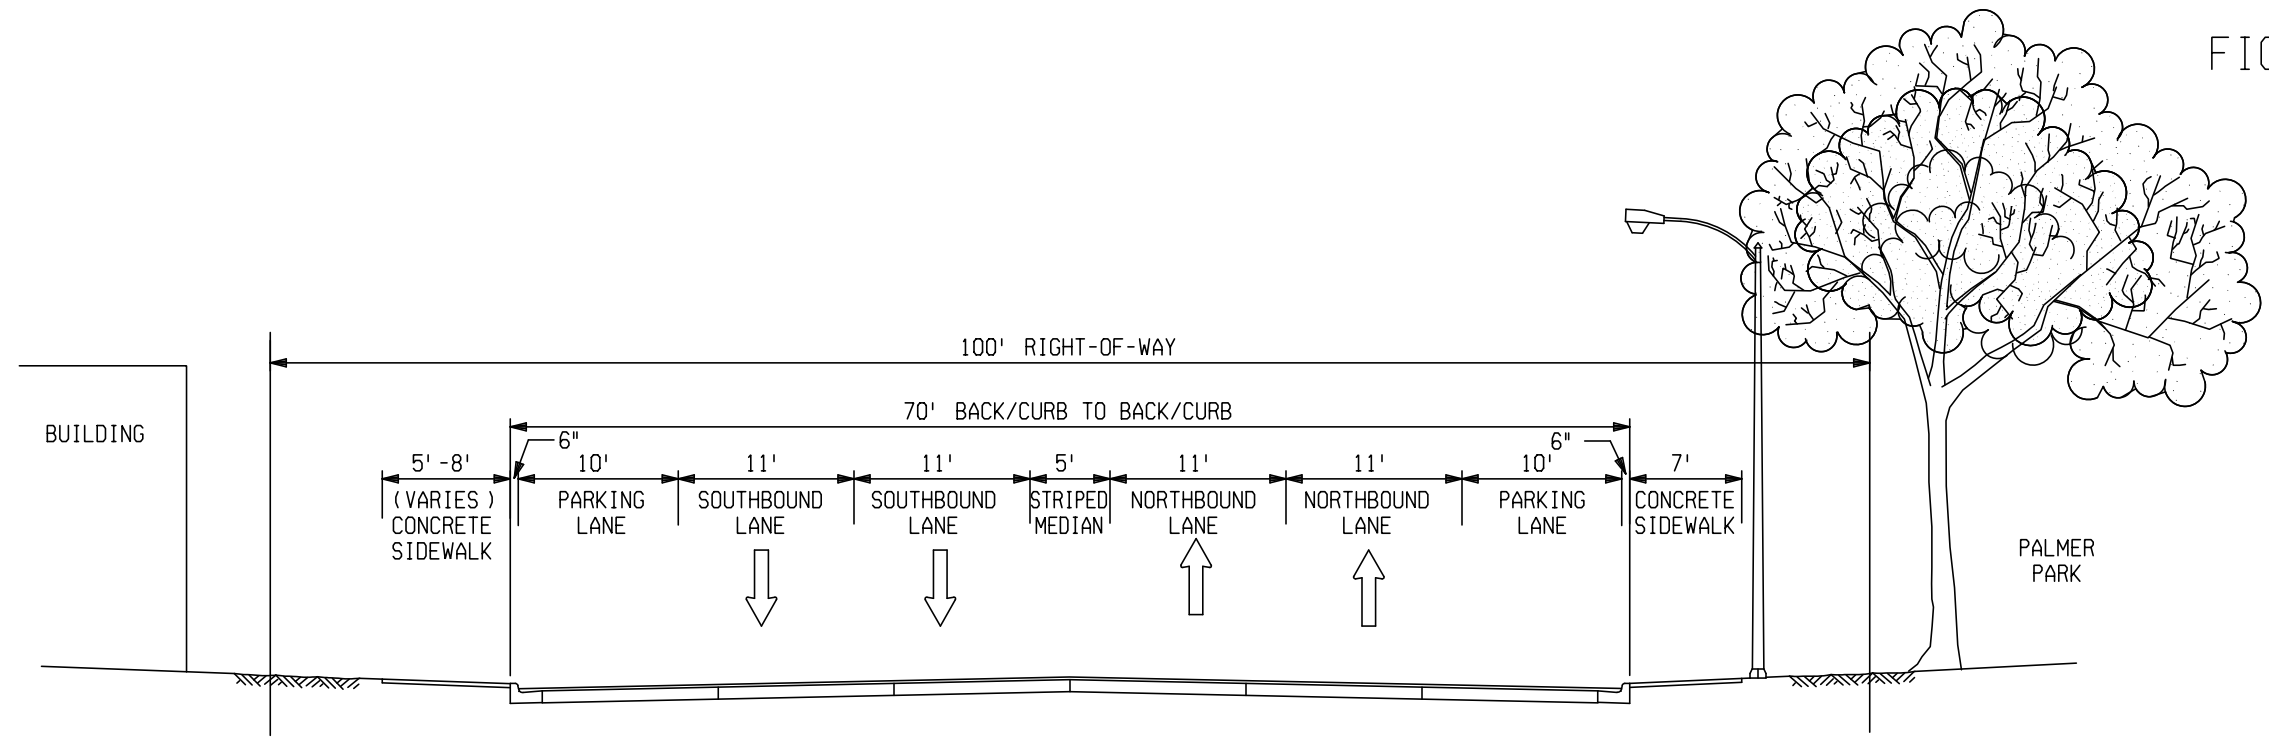 FIG
100' RIGHT-OF-WAY
70' BACK/CURB TO BACK/CURB
BUILDING
6"
6"
5'-8'
10'
11'
11'
5'
11'
11'
10'
7'
(VARIES)
CONCRETE
SIDEWALK
PARKING
LANE
SOUTHBOUND
LANE
SOUTHBOUND
LANE
STRIPED
MEDIAN
NORTHBOUND
LANE
NORTHBOUND
LANE
PARKING
LANE
CONCRETE
SIDEWALK
PALMER
PARK